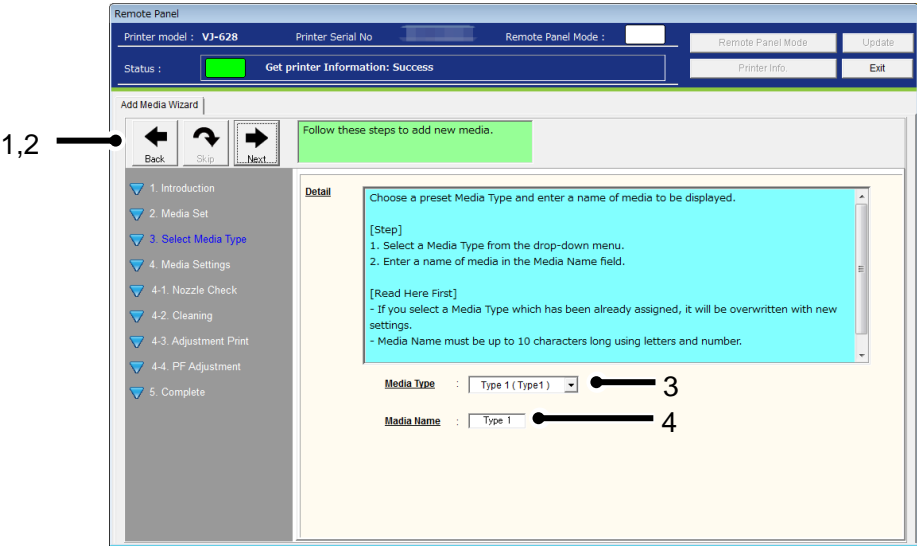 Remote Panel
Printer model : VJ-628 Printer Serial No Remote Panel Mode : Remote Panel Mode Update
Status : Get printer Information: Success Printer Info. Exit
Add Media Wizard
1,2
Back Skip Next
Follow these steps to add new media.
1. Introduction
2. Media Set
3. Select Media Type
4. Media Settings
4-1. Nozzle Check
4-2. Cleaning
4-3. Adjustment Print
4-4. PF Adjustment
5. Complete
Detail
Choose a preset Media Type and enter a name of media to be displayed.
[Step]
1. Select a Media Type from the drop-down menu.
2. Enter a name of media in the Media Name field.
[Read Here First]
- If you select a Media Type which has been already assigned, it will be overwritten with new
settings.
- Media Name must be up to 10 characters long using letters and number.
Media Type : Type 1 ( Type1 ) 3
Madia Name : Type 1 4